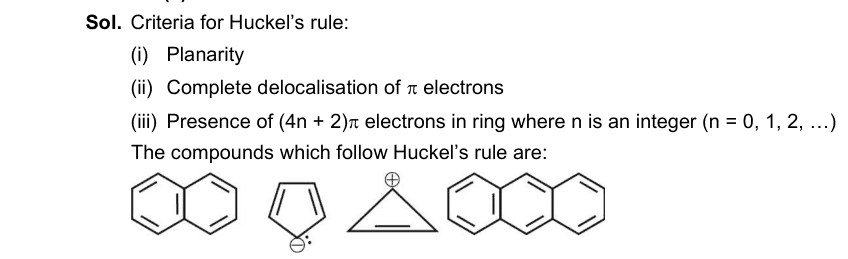 Sol. Criteria for Huckel's rule:
(i) Planarity
(ii) Complete delocalisation of π electrons
(iii) Presence of (4n + 2)π electrons in ring where n is an integer (n = 0, 1, 2, ...)
The compounds which follow Huckel's rule are:
⊕
⊖: